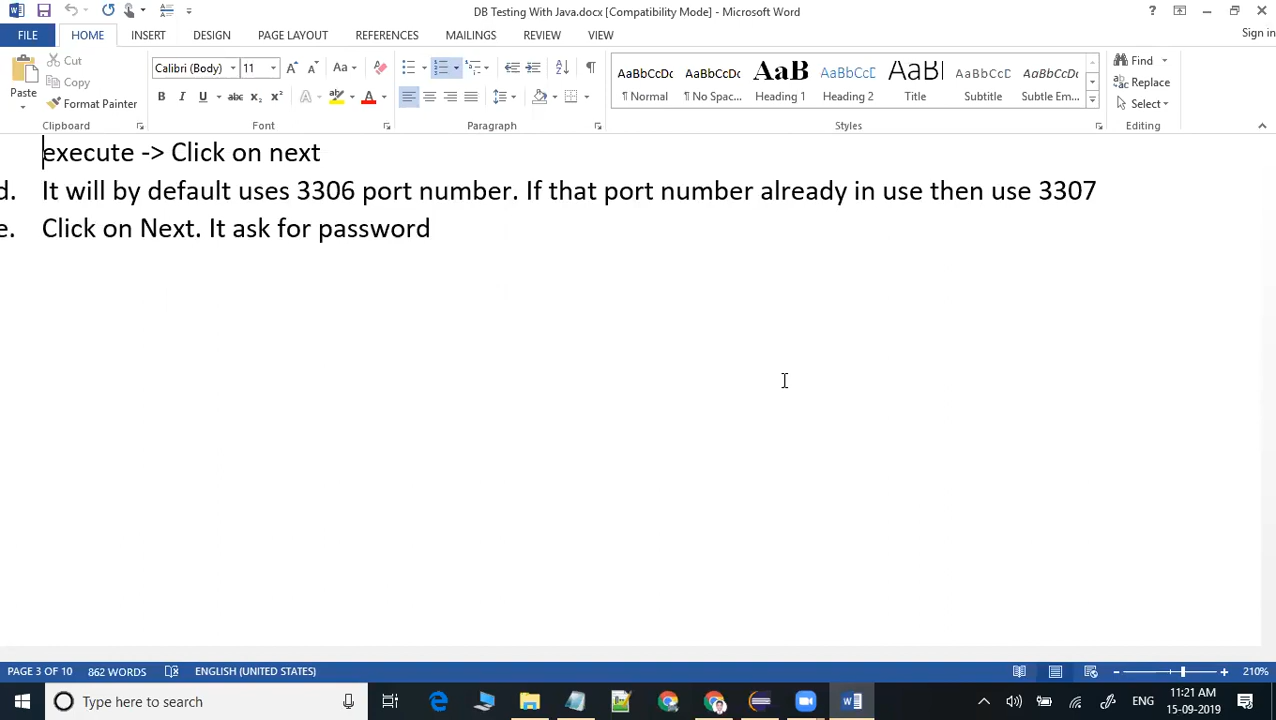 DB Testing With Java.docx [Compatibility Mode] - Microsoft Word
FILE HOME INSERT DESIGN PAGE LAYOUT REFERENCES MAILINGS REVIEW VIEW Sign in
Paste
Cut
Copy
Format Painter
Clipboard
Calibri (Body) 11
Font
Paragraph
AaBbCcDc AaBbCcDc AaB AaBbCcD AaBI AaBbCcD AaBbCcDc
¶ Normal ¶ No Spac... Heading 1 Heading 2 Title Subtitle Subtle Em...
Styles
Find
Replace
Select
Editing
execute -> Click on next
d. It will by default uses 3306 port number. If that port number already in use then use 3307
e. Click on Next. It ask for password
PAGE 3 OF 10 862 WORDS ENGLISH (UNITED STATES) 210%
Type here to search
ENG
11:21 AM
15-09-2019